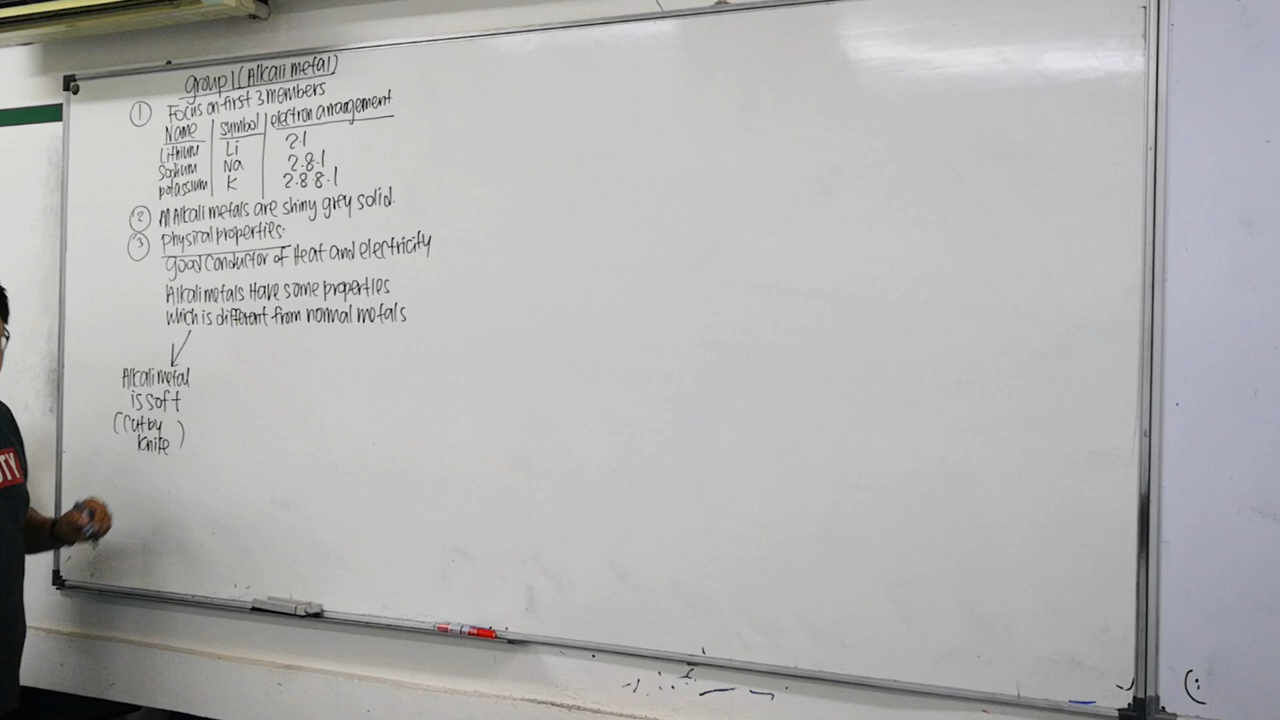 Group 1 (Alkali metal)
① Focus on first 3 members
Name | symbol | electron arrangement
Lithium | Li | 2.1
Sodium | Na | 2.8.1
potassium | K | 2.8.8.1
② All Alkali metals are shiny grey solid.
③ physical properties:
good conductor of Heat and electricity
Alkali metals Have some properties
which is different from normal metals
Alkali metal
is soft
(cut by
knife)
TY